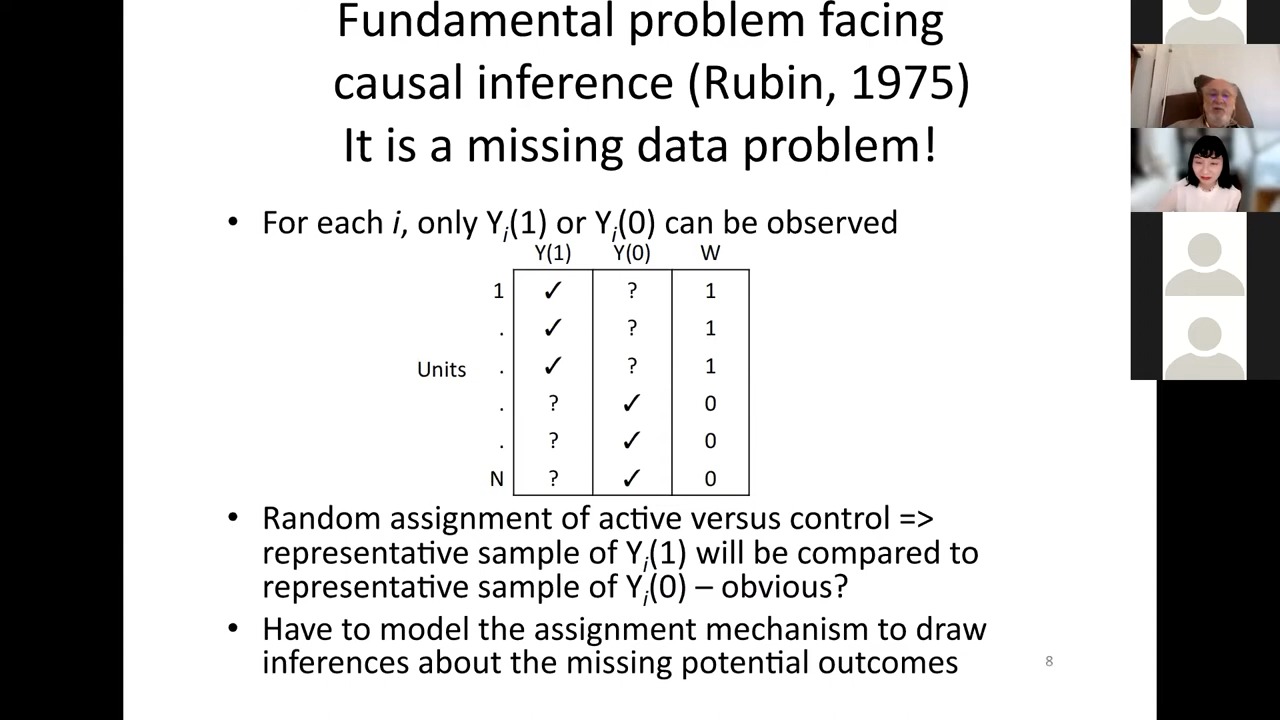 Fundamental problem facing
causal inference (Rubin, 1975)
It is a missing data problem!
• For each i, only Yi(1) or Yi(0) can be observed
Y(1) Y(0) W
1 ✓ ? 1
. ✓ ? 1
Units . ✓ ? 1
. ? ✓ 0
. ? ✓ 0
N ? ✓ 0
• Random assignment of active versus control =>
representative sample of Yi(1) will be compared to
representative sample of Yi(0) – obvious?
• Have to model the assignment mechanism to draw
inferences about the missing potential outcomes
8